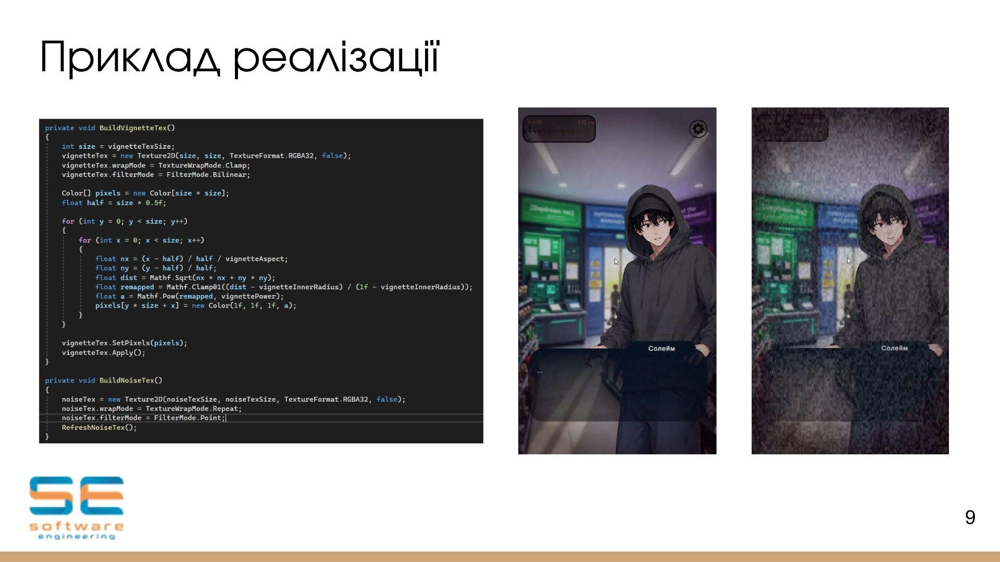 Приклад реалізації
private void BuildVignetteTex()
{
int size = vignetteTexSize;
vignetteTex = new Texture2D(size, size, TextureFormat.RGBA32, false);
vignetteTex.wrapMode = TextureWrapMode.Clamp;
vignetteTex.filterMode = FilterMode.Bilinear;
Color[] pixels = new Color[size * size];
float half = size * 0.5f;
for (int y = 0; y < size; y++)
{
for (int x = 0; x < size; x++)
{
float nx = (x - half) / half / vignetteAspect;
float ny = (y - half) / half;
float dist = Mathf.Sqrt(nx * nx + ny * ny);
float remapped = Mathf.Clamp01((dist - vignetteInnerRadius) / (1f - vignetteInnerRadius));
float a = Mathf.Pow(remapped, vignettePower);
pixels[y * size + x] = new Color(1f, 1f, 1f, a);
}
}
vignetteTex.SetPixels(pixels);
vignetteTex.Apply();
}
private void BuildNoiseTex()
{
noiseTex = new Texture2D(noiseTexSize, noiseTexSize, TextureFormat.RGBA32, false);
noiseTex.wrapMode = TextureWrapMode.Repeat;
noiseTex.filterMode = FilterMode.Point;
RefreshNoiseTex();
}
PULSE 131
[Daydream Inc]
of the
Солейм
...
Солейм
...
SE
software
engineering
9